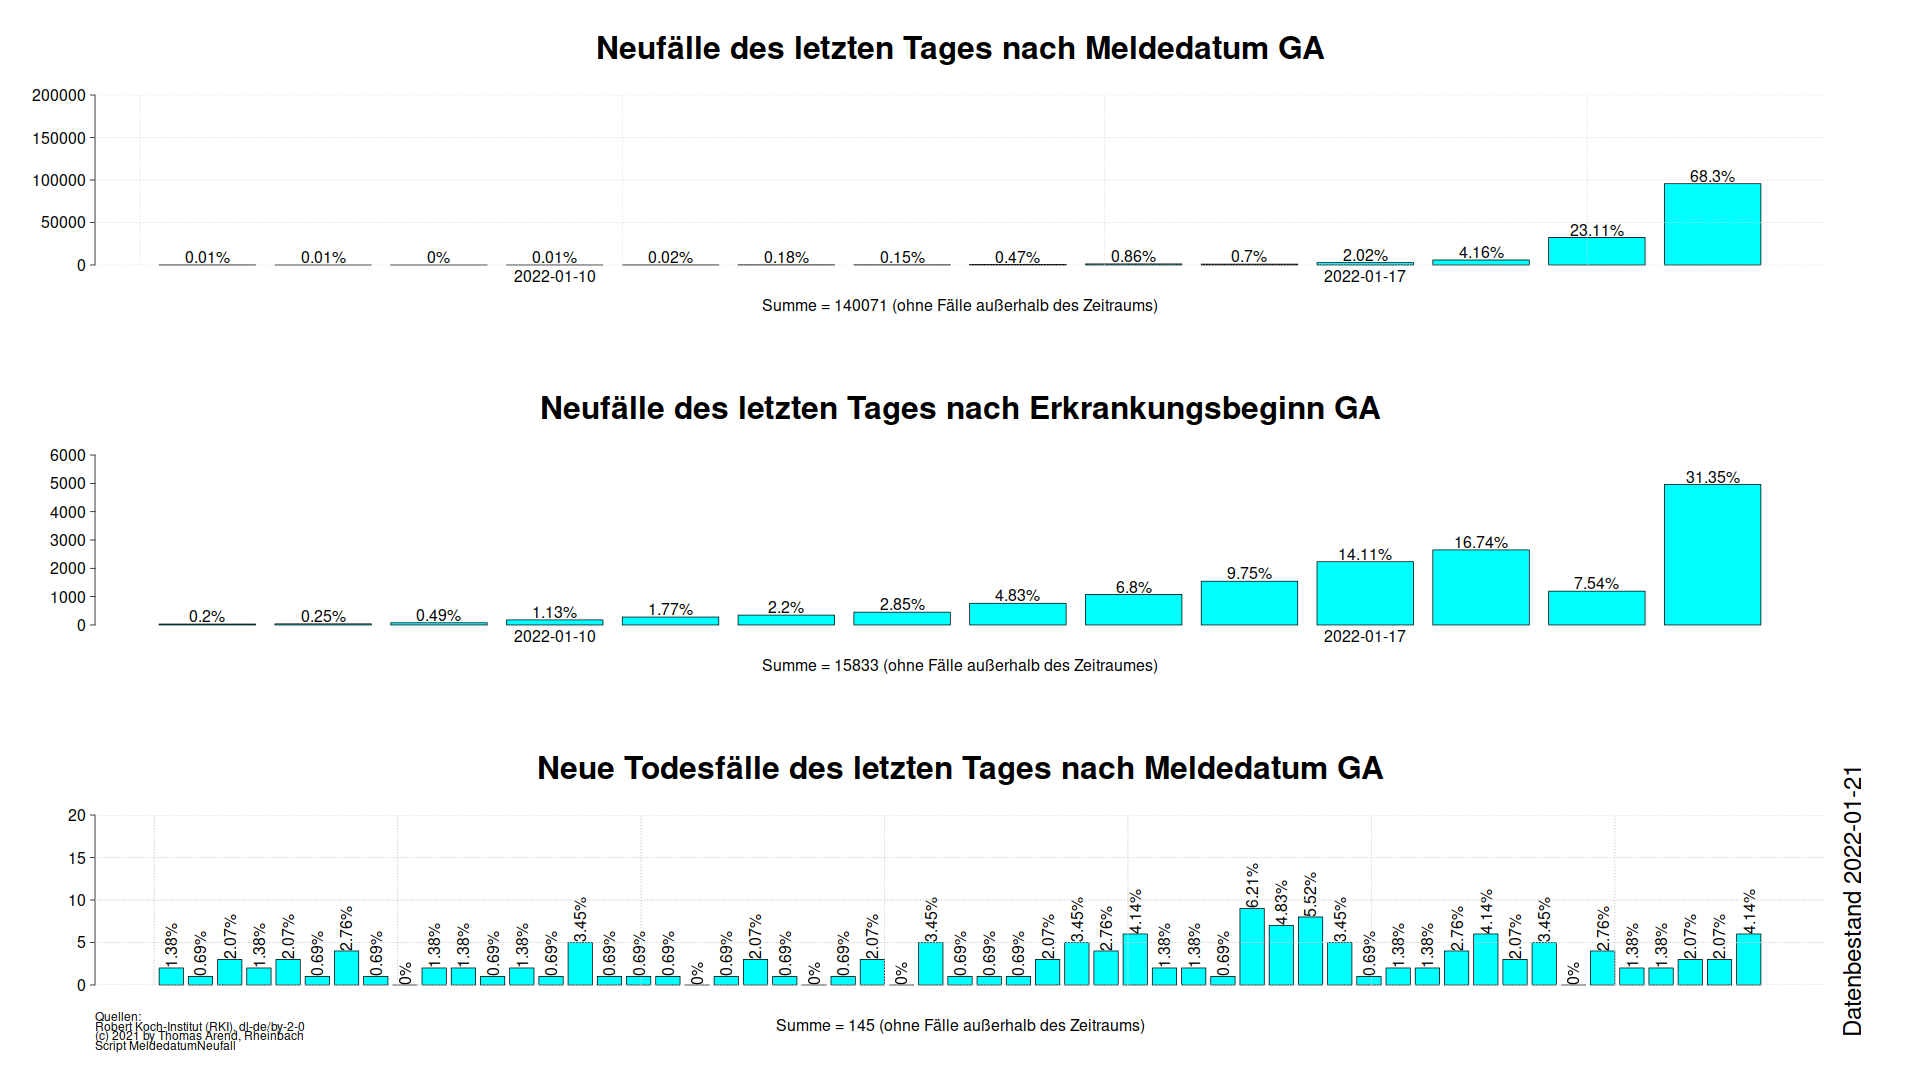 Neufälle des letzten Tages nach Meldedatum GA
200000
150000
100000
50000
0
0.01% 0.01% 0% 0.01% 0.02% 0.18% 0.15% 0.47% 0.86% 0.7% 2.02% 4.16% 23.11% 68.3%
2022-01-10 2022-01-17
Summe = 140071 (ohne Fälle außerhalb des Zeitraums)
Neufälle des letzten Tages nach Erkrankungsbeginn GA
6000
5000
4000
3000
2000
1000
0
0.2% 0.25% 0.49% 1.13% 1.77% 2.2% 2.85% 4.83% 6.8% 9.75% 14.11% 16.74% 7.54% 31.35%
2022-01-10 2022-01-17
Summe = 15833 (ohne Fälle außerhalb des Zeitraumes)
Neue Todesfälle des letzten Tages nach Meldedatum GA
20
15
10
5
0
1.38% 0.69% 2.07% 1.38% 2.07% 0.69% 2.76% 0.69% 0% 1.38% 1.38% 0.69% 1.38% 0.69% 3.45% 0.69% 0.69% 0.69% 0% 0.69% 2.07% 0.69% 0% 0.69% 2.07% 0% 3.45% 0.69% 0.69% 0.69% 2.07% 3.45% 2.76% 4.14% 1.38% 1.38% 0.69% 6.21% 4.83% 5.52% 3.45% 0.69% 1.38% 1.38% 2.76% 4.14% 2.07% 3.45% 0% 2.76% 1.38% 1.38% 2.07% 2.07% 4.14%
Summe = 145 (ohne Fälle außerhalb des Zeitraums)
Quellen:
Robert Koch-Institut (RKI), dl-de/by-2-0
(c) 2021 by Thomas Arend, Rheinbach
Script MeldedatumNeufall
Datenbestand 2022-01-21